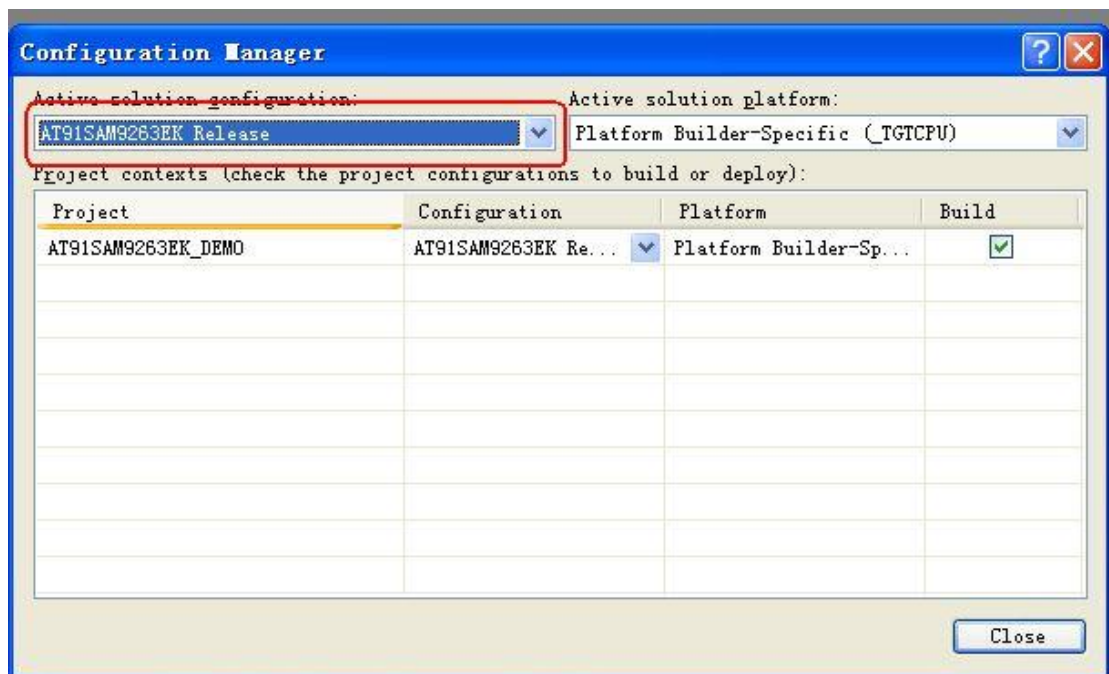 Configuration Manager
Active solution configuration: Active solution platform:
AT91SAM9263EK Release Platform Builder-Specific (_TGTCPU)
Project contexts (check the project configurations to build or deploy):
Project Configuration Platform Build
AT91SAM9263EK_DEMO AT91SAM9263EK Re... Platform Builder-Sp...
Close